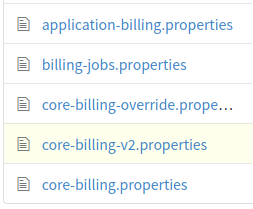 application-billing.properties
billing-jobs.properties
core-billing-override.prope…
core-billing-v2.properties
core-billing.properties